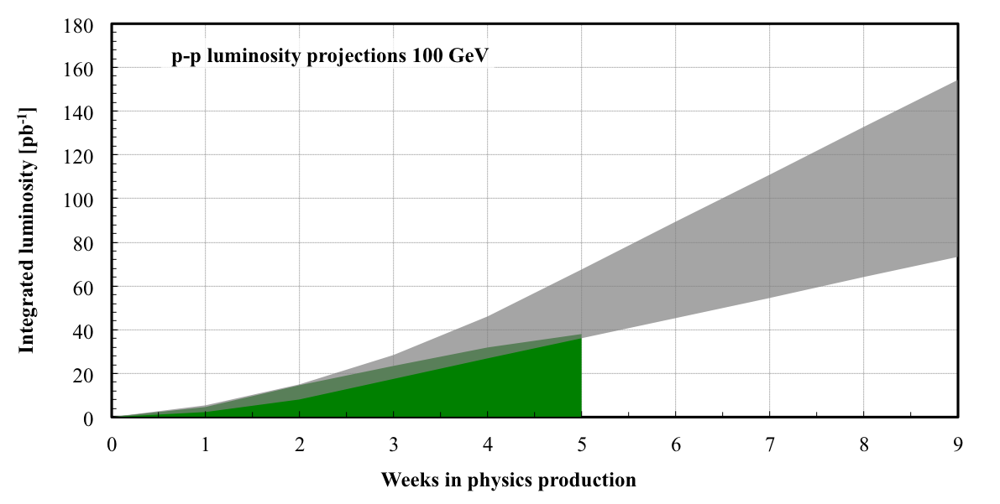 p-p luminosity projections 100 GeV
Integrated luminosity [pb⁻¹]
180
160
140
120
100
80
60
40
20
0
0 1 2 3 4 5 6 7 8 9
Weeks in physics production